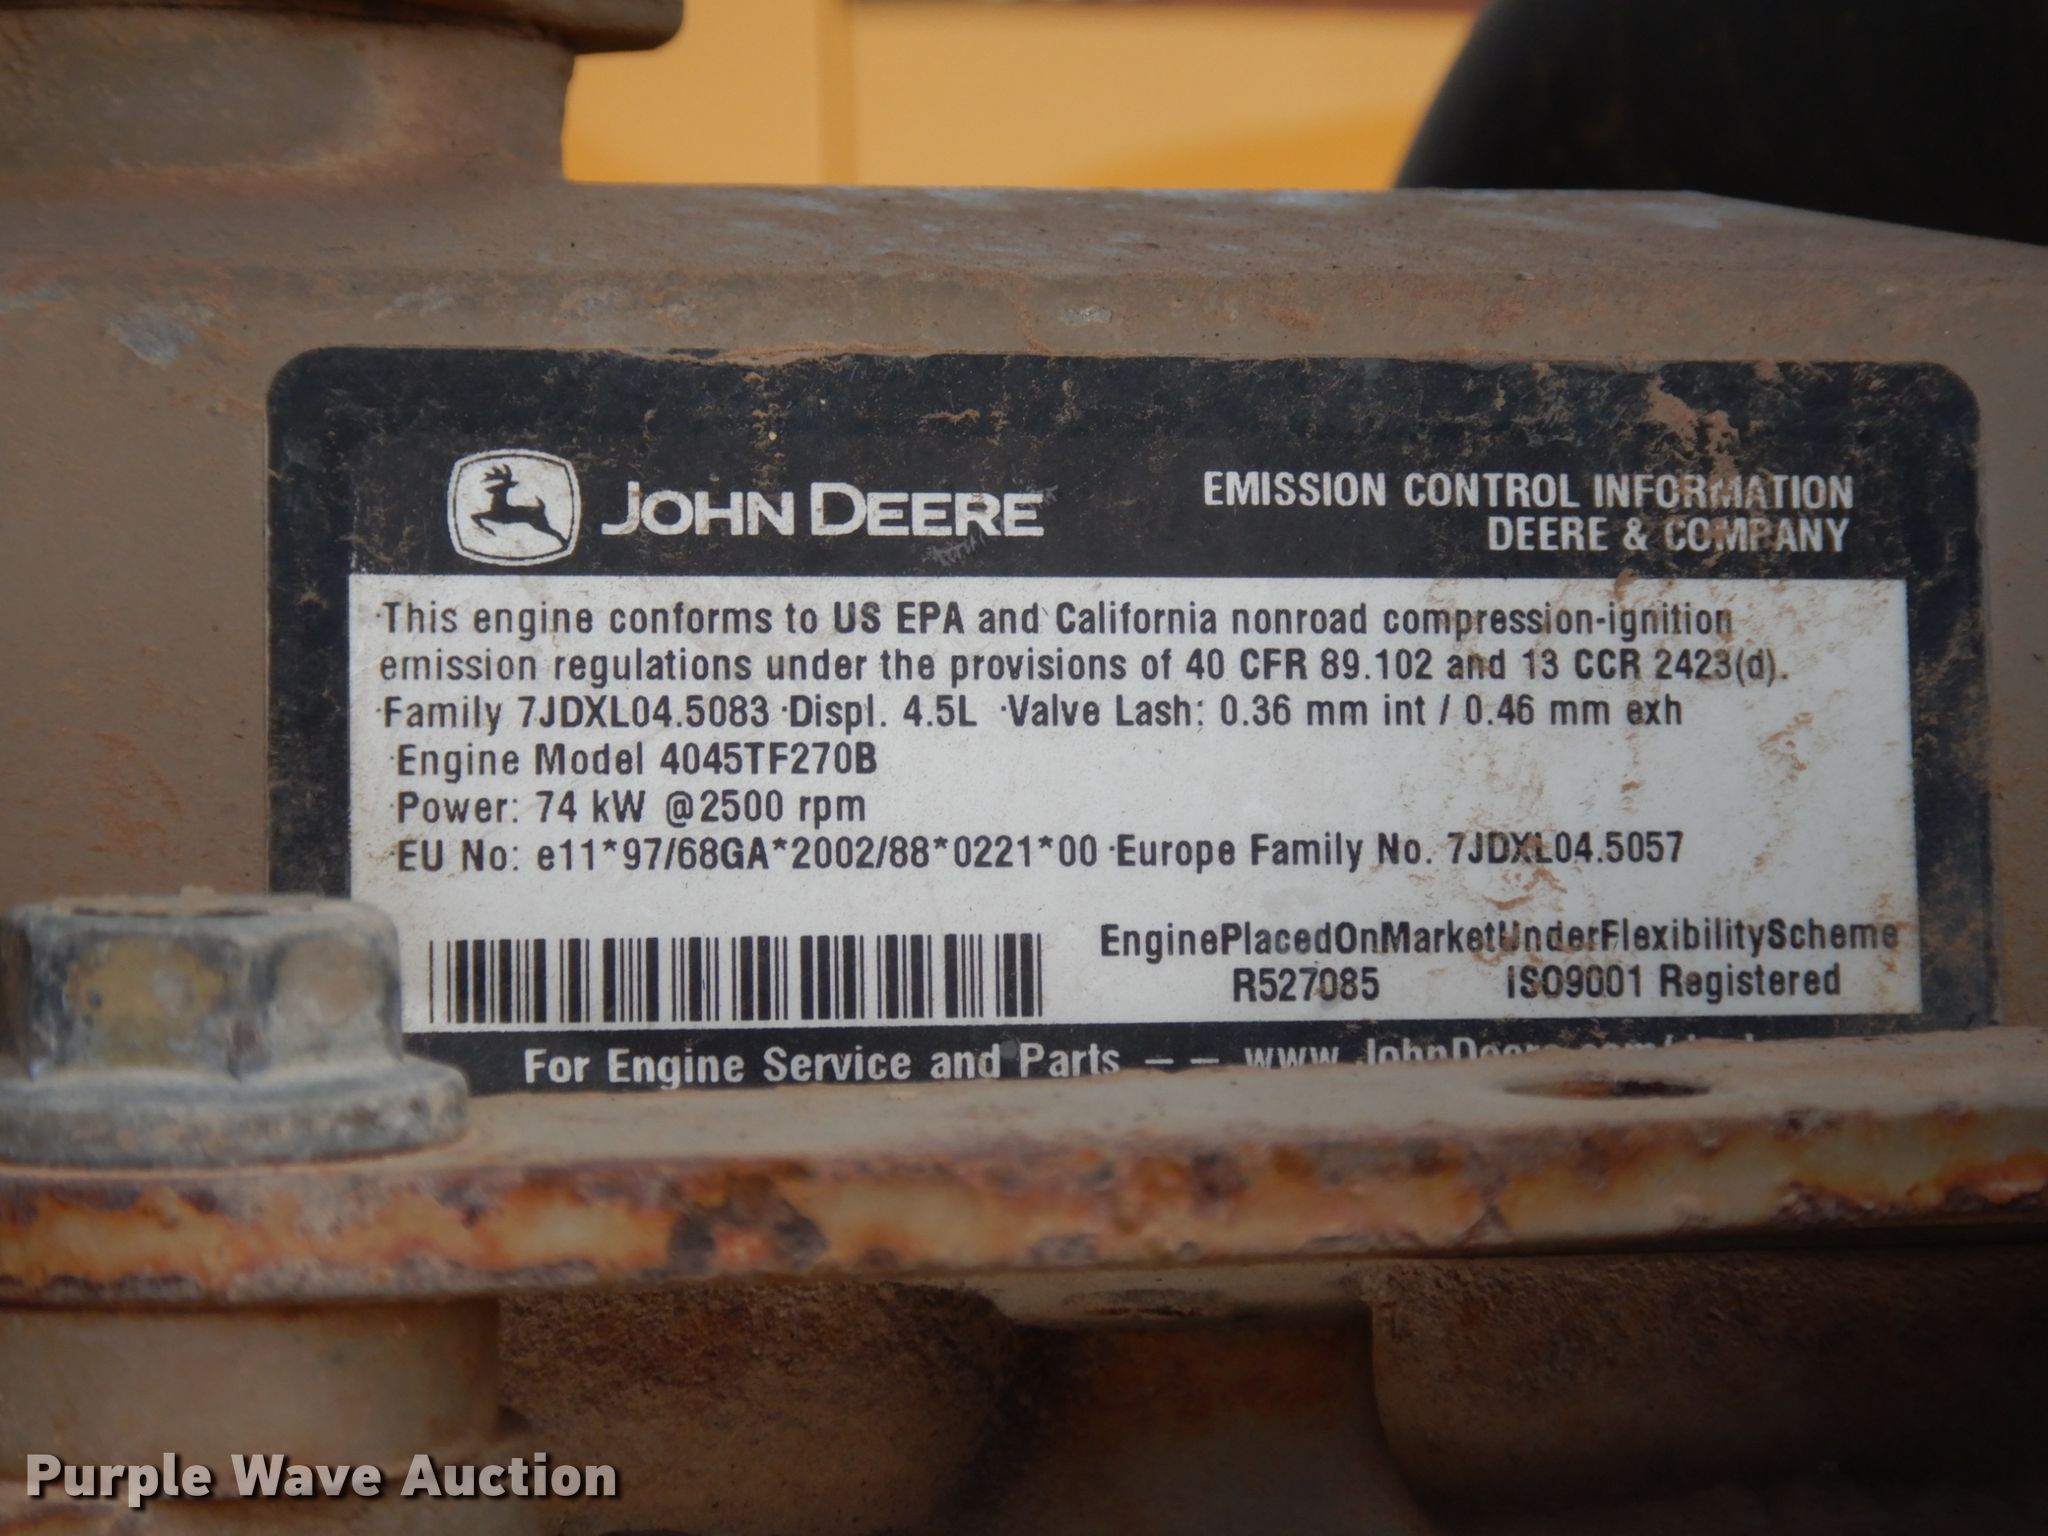 JOHN DEERE
EMISSION CONTROL INFORMATION
DEERE & COMPANY
This engine conforms to US EPA and California nonroad compression-ignition
emission regulations under the provisions of 40 CFR 89.102 and 13 CCR 2423(d).
·Family 7JDXL04.5083 ·Displ. 4.5L ·Valve Lash: 0.36 mm int / 0.46 mm exh
·Engine Model 4045TF270B
·Power: 74 kW @2500 rpm
·EU No: e11*97/68GA*2002/88*0221*00 ·Europe Family No. 7JDXL04.5057
EnginePlacedOnMarketUnderFlexibilityScheme
R527085 ISO9001 Registered
For Engine Service and Parts – – www.JohnDeere.com
Purple Wave Auction